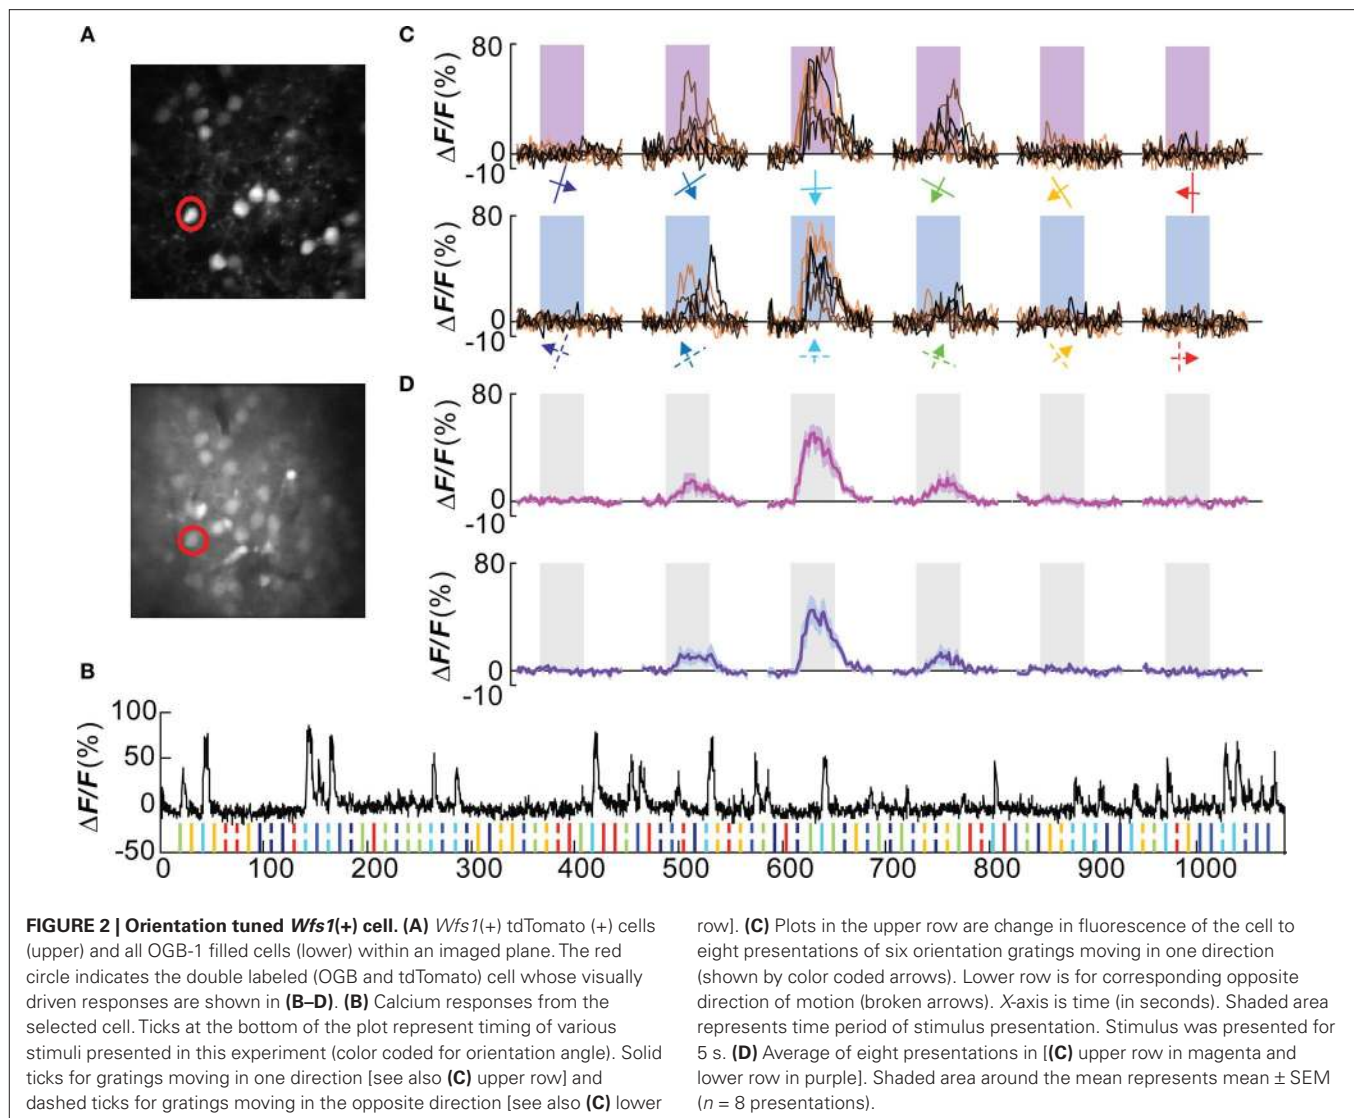 A
C
80
ΔF/F (%)
0
-10
80
ΔF/F (%)
0
-10
D
80
ΔF/F (%)
0
-10
80
ΔF/F (%)
0
-10
B
100
50
0
-50
ΔF/F (%)
0 100 200 300 400 500 600 700 800 900 1000
FIGURE 2 | Orientation tuned Wfs1(+) cell. (A) Wfs1(+) tdTomato (+) cells
(upper) and all OGB-1 filled cells (lower) within an imaged plane. The red
circle indicates the double labeled (OGB and tdTomato) cell whose visually
driven responses are shown in (B–D). (B) Calcium responses from the
selected cell. Ticks at the bottom of the plot represent timing of various
stimuli presented in this experiment (color coded for orientation angle). Solid
ticks for gratings moving in one direction [see also (C) upper row] and
dashed ticks for gratings moving in the opposite direction [see also (C) lower
row]. (C) Plots in the upper row are change in fluorescence of the cell to
eight presentations of six orientation gratings moving in one direction
(shown by color coded arrows). Lower row is for corresponding opposite
direction of motion (broken arrows). X-axis is time (in seconds). Shaded area
represents time period of stimulus presentation. Stimulus was presented for
5 s. (D) Average of eight presentations in [(C) upper row in magenta and
lower row in purple]. Shaded area around the mean represents mean ± SEM
(n = 8 presentations).